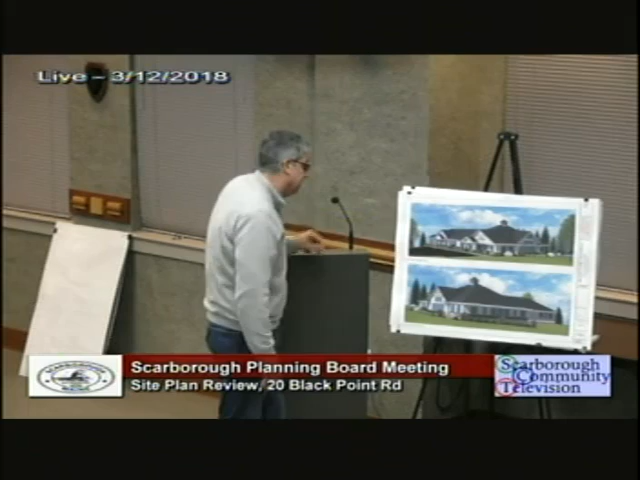 Live - 3/12/2018
Scarborough Planning Board Meeting
Site Plan Review, 20 Black Point Rd
Scarborough
Community
Television